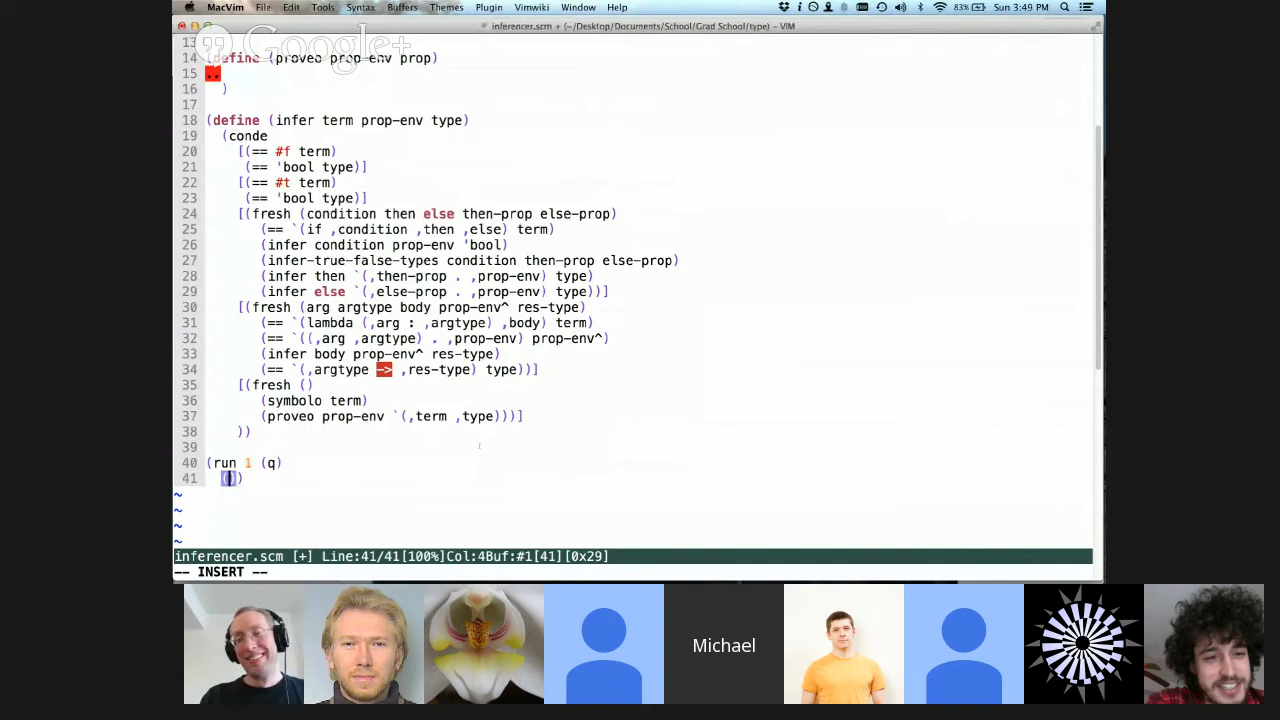 MacVim File Edit Tools Syntax Buffers Themes Plugin Vimwiki Window Help 83% Sun 3:49 PM
inferencer.scm + (~/Desktop/Documents/School/Grad School/type) – VIM
Google+
13
14 (define (proveo prop-env prop)
15 ..
16 )
17
18 (define (infer term prop-env type)
19 (conde
20 [(== #f term)
21 (== 'bool type)]
22 [(== #t term)
23 (== 'bool type)]
24 [(fresh (condition then else then-prop else-prop)
25 (== `(if ,condition ,then ,else) term)
26 (infer condition prop-env 'bool)
27 (infer-true-false-types condition then-prop else-prop)
28 (infer then `(,then-prop . ,prop-env) type)
29 (infer else `(,else-prop . ,prop-env) type))]
30 [(fresh (arg argtype body prop-env^ res-type)
31 (== `(lambda (,arg : ,argtype) ,body) term)
32 (== `((,arg ,argtype) . ,prop-env) prop-env^)
33 (infer body prop-env^ res-type)
34 (== `(,argtype -> ,res-type) type))]
35 [(fresh ()
36 (symbolo term)
37 (proveo prop-env `(,term ,type)))]
38 ))
39
40 (run 1 (q)
41 ())
~
~
~
~
inferencer.scm [+] Line:41/41[100%]Col:4Buf:#1[41][0x29]
-- INSERT --
Michael